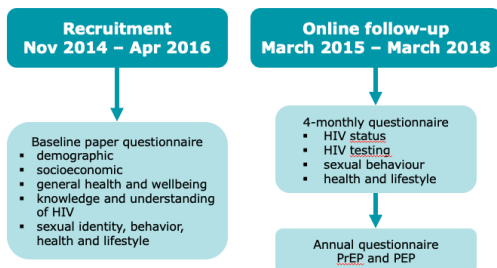 Recruitment
Nov 2014 – Apr 2016
Baseline paper questionnaire
▪ demographic
▪ socioeconomic
▪ general health and wellbeing
▪ knowledge and understanding
of HIV
▪ sexual identity, behavior,
health and lifestyle
Online follow-up
March 2015 – March 2018
4-monthly questionnaire
▪ HIV status
▪ HIV testing
▪ sexual behaviour
▪ health and lifestyle
Annual questionnaire
PrEP and PEP